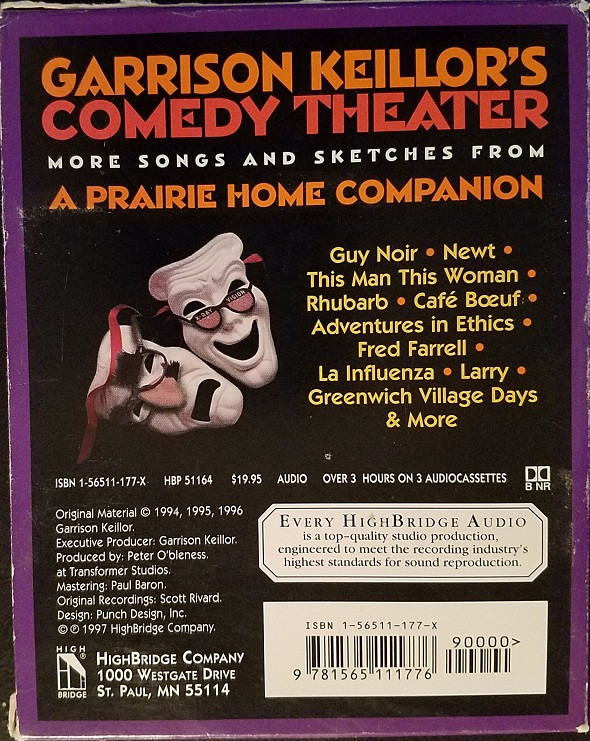 GARRISON KEILLOR'S
COMEDY THEATER
MORE SONGS AND SKETCHES FROM
A PRAIRIE HOME COMPANION
X-RAY VISION
Guy Noir • Newt •
This Man This Woman •
Rhubarb • Café Bœuf •
Adventures in Ethics •
Fred Farrell •
La Influenza • Larry •
Greenwich Village Days
& More
ISBN 1-56511-177-X HBP 51164 $19.95 AUDIO OVER 3 HOURS ON 3 AUDIOCASSETTES
B NR
Original Material © 1994, 1995, 1996
Garrison Keillor.
Executive Producer: Garrison Keillor.
Produced by: Peter O'bleness.
at Transformer Studios.
Mastering: Paul Baron.
Original Recordings: Scott Rivard.
Design: Punch Design, Inc.
© ℗ 1997 HighBridge Company.
EVERY HIGHBRIDGE AUDIO
is a top-quality studio production,
engineered to meet the recording industry's
highest standards for sound reproduction.
HIGH
BRIDGE
HIGHBRIDGE COMPANY
1000 WESTGATE DRIVE
ST. PAUL, MN 55114
ISBN 1-56511-177-X
90000>
9 781565 111776